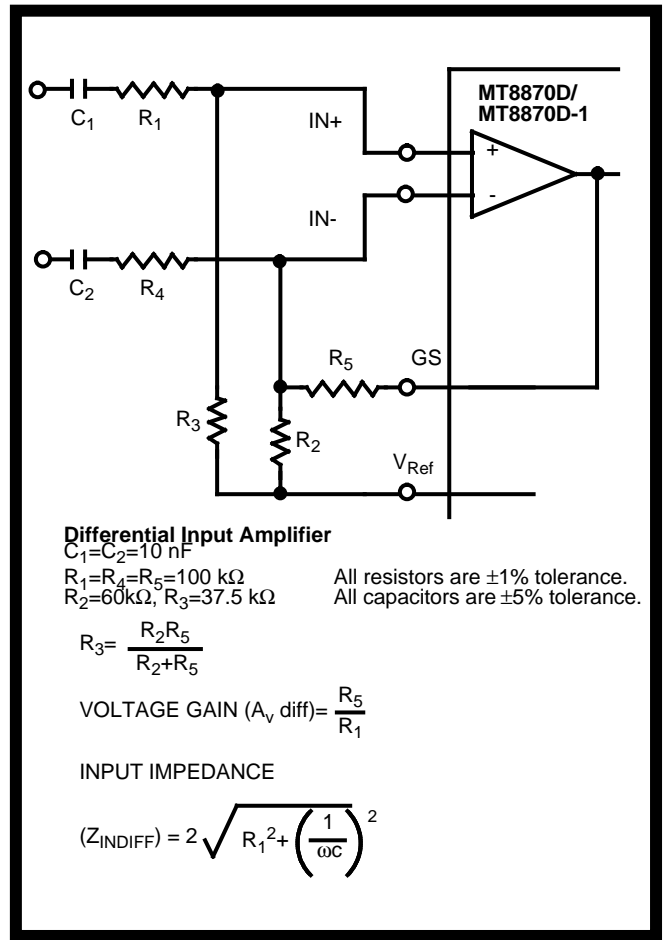 MT8870D/
MT8870D-1
C1
R1
IN+
+
IN-
-
C2
R4
R5
GS
R3
R2
VRef
Differential Input Amplifier
C1=C2=10 nF
R1=R4=R5=100 kΩ All resistors are ±1% tolerance.
R2=60kΩ, R3=37.5 kΩ All capacitors are ±5% tolerance.
R3= R2R5
R2+R5
VOLTAGE GAIN (Av diff)= R5
R1
INPUT IMPEDANCE
(ZINDIFF) = 2 √ R1²+ (1
ωc)²